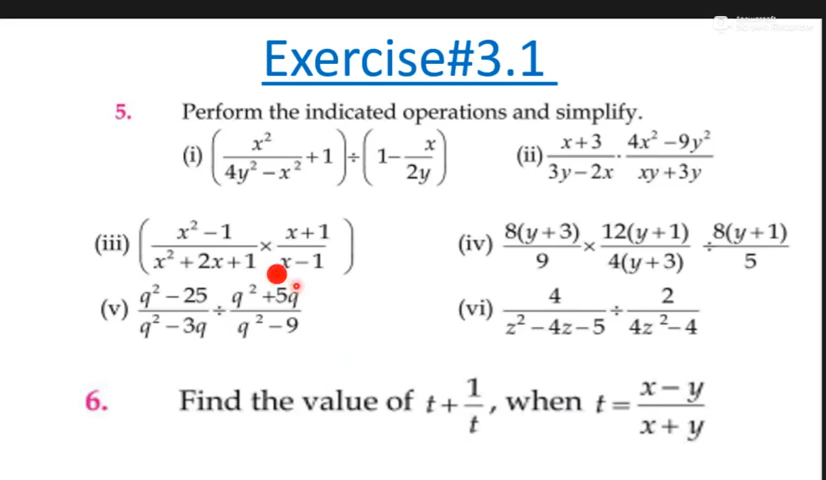 Exercise#3.1
5. Perform the indicated operations and simplify.
(i) (x²/(4y² − x²) + 1) ÷ (1 − x/2y) (ii) (x + 3)/(3y − 2x) · (4x² − 9y²)/(xy + 3y)
(iii) ((x² − 1)/(x² + 2x + 1) × (x + 1)/(x − 1)) (iv) 8(y + 3)/9 × 12(y + 1)/4(y + 3) ÷ 8(y + 1)/5
(v) (q² − 25)/(q² − 3q) ÷ (q² + 5q)/(q² − 9) (vi) 4/(z² − 4z − 5) ÷ 2/(4z² − 4)
6. Find the value of t + 1/t, when t = (x − y)/(x + y)